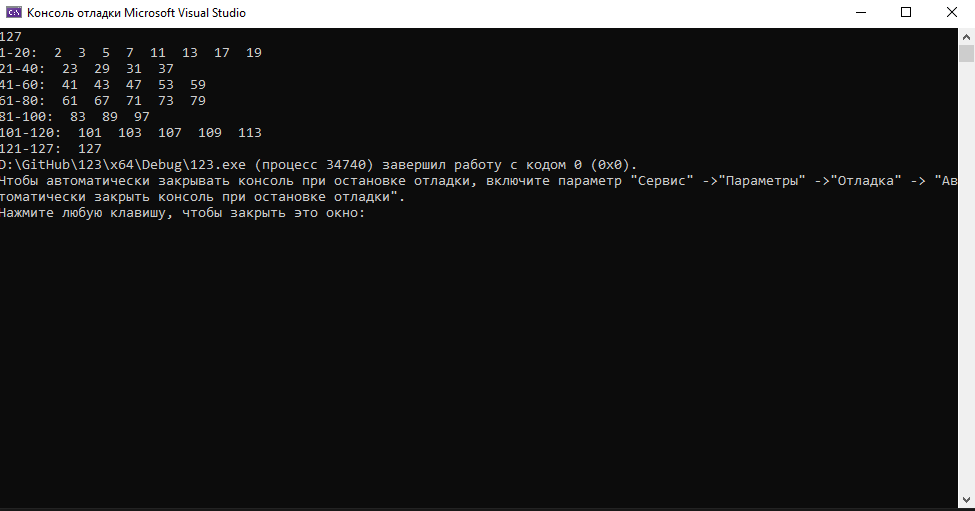 Консоль отладки Microsoft Visual Studio
127
1-20:  2  3  5  7  11  13  17  19
21-40:  23  29  31  37
41-60:  41  43  47  53  59
61-80:  61  67  71  73  79
81-100:  83  89  97
101-120:  101  103  107  109  113
121-127:  127
D:\GitHub\123\x64\Debug\123.exe (процесс 34740) завершил работу с кодом 0 (0x0).
Чтобы автоматически закрывать консоль при остановке отладки, включите параметр "Сервис" ->"Параметры" ->"Отладка" -> "Ав
томатически закрыть консоль при остановке отладки".
Нажмите любую клавишу, чтобы закрыть это окно: